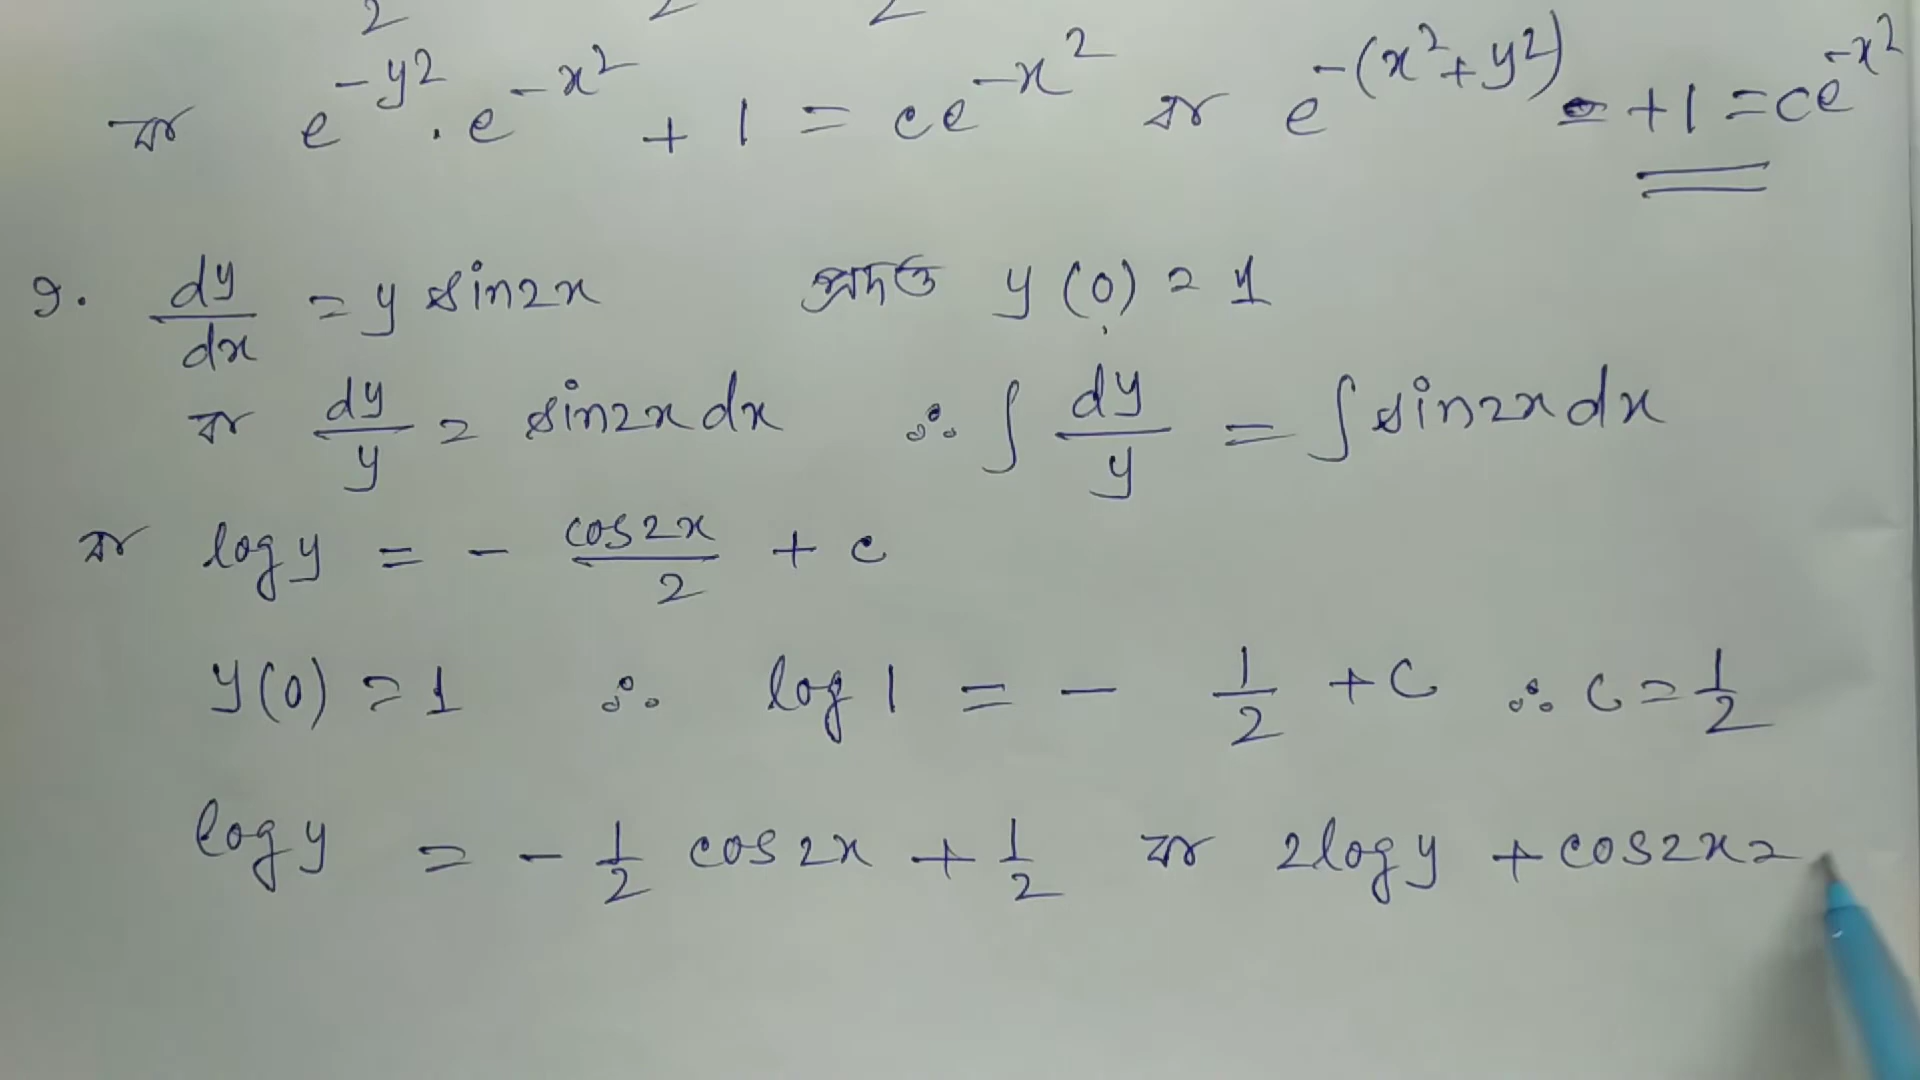 বা e^{-y2} . e^{-x2} + 1 = ce^{-x2} বা e^{-(x2+y2)} + 1 = ce^{-x2}
9. dy/dx = y sin2x প্রদত্ত y(0) = 1
বা dy/y = sin2x dx ∴ ∫ dy/y = ∫ sin2x dx
বা log y = - cos2x/2 + c
y(0) = 1 ∴ log 1 = - 1/2 + c ∴ c = 1/2
log y = - 1/2 cos2x + 1/2 বা 2log y + cos2x =